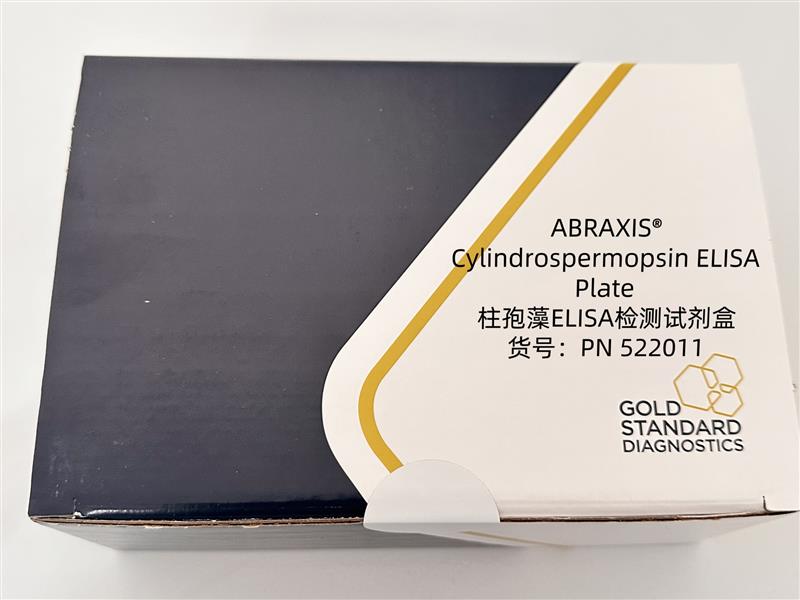 ABRAXIS®
Cylindrospermopsin ELISA
Plate
柱孢藻ELISA检测试剂盒
货号：PN 522011
GOLD
STANDARD
DIAGNOSTICS